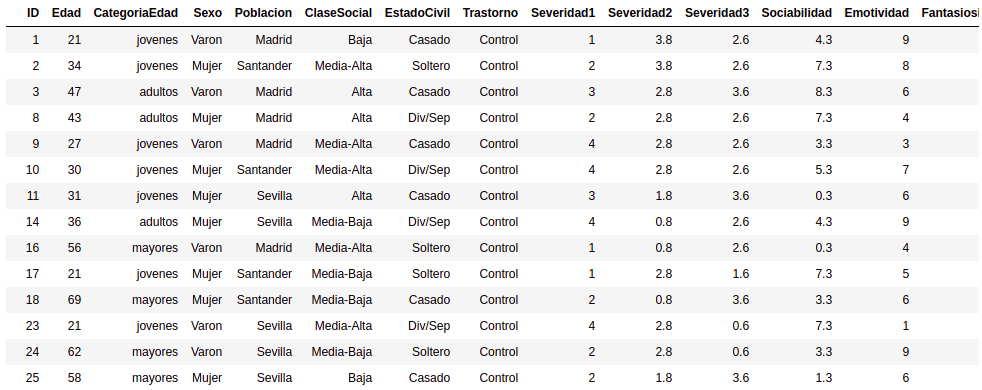 ID Edad CategoriaEdad Sexo Poblacion ClaseSocial EstadoCivil Trastorno Severidad1 Severidad2 Severidad3 Sociabilidad Emotividad Fantasiosi
1 21 jovenes Varon Madrid Baja Casado Control 1 3.8 2.6 4.3 9
2 34 jovenes Mujer Santander Media-Alta Soltero Control 2 3.8 2.6 7.3 8
3 47 adultos Varon Madrid Alta Casado Control 3 2.8 3.6 8.3 6
8 43 adultos Mujer Madrid Alta Div/Sep Control 2 2.8 2.6 7.3 4
9 27 jovenes Varon Madrid Media-Alta Casado Control 4 2.8 2.6 3.3 3
10 30 jovenes Mujer Santander Media-Alta Div/Sep Control 4 2.8 2.6 5.3 7
11 31 jovenes Mujer Sevilla Alta Casado Control 3 1.8 3.6 0.3 6
14 36 adultos Mujer Sevilla Media-Baja Div/Sep Control 4 0.8 2.6 4.3 9
16 56 mayores Varon Madrid Media-Alta Soltero Control 1 0.8 2.6 0.3 4
17 21 jovenes Mujer Santander Media-Baja Soltero Control 1 2.8 1.6 7.3 5
18 69 mayores Mujer Santander Media-Baja Casado Control 2 0.8 3.6 3.3 6
23 21 jovenes Varon Sevilla Media-Alta Div/Sep Control 4 2.8 0.6 7.3 1
24 62 mayores Varon Sevilla Media-Baja Soltero Control 2 2.8 0.6 3.3 9
25 58 mayores Mujer Sevilla Baja Casado Control 2 1.8 3.6 1.3 6